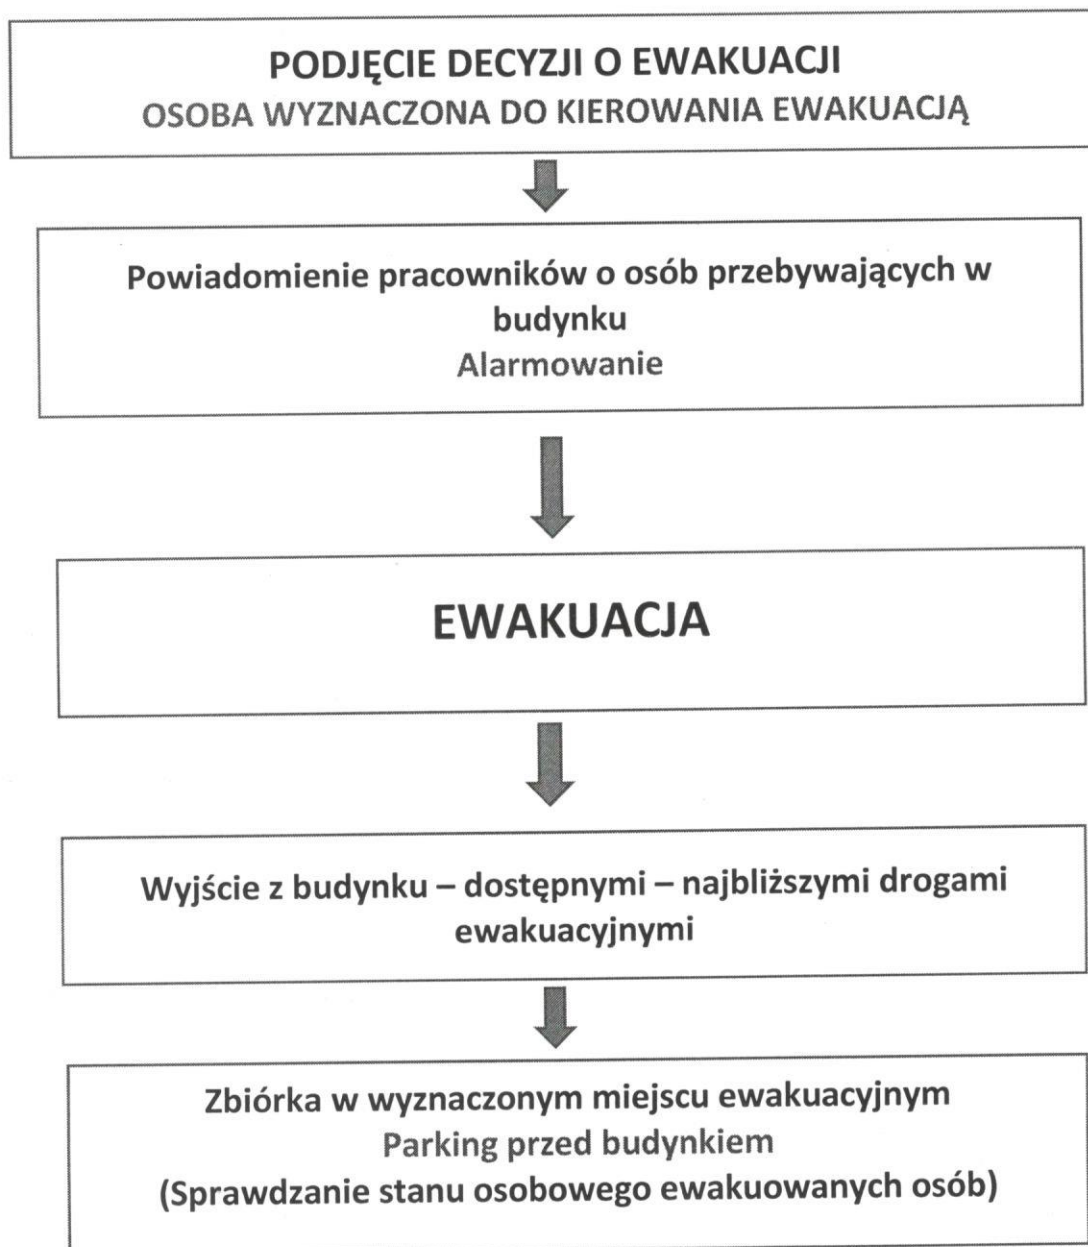 PODJĘCIE DECYZJI O EWAKUACJI
OSOBA WYZNACZONA DO KIEROWANIA EWAKUACJĄ
Powiadomienie pracowników o osób przebywających w
budynku
Alarmowanie
EWAKUACJA
Wyjście z budynku – dostępnymi – najbliższymi drogami
ewakuacyjnymi
Zbiórka w wyznaczonym miejscu ewakuacyjnym
Parking przed budynkiem
(Sprawdzanie stanu osobowego ewakuowanych osób)